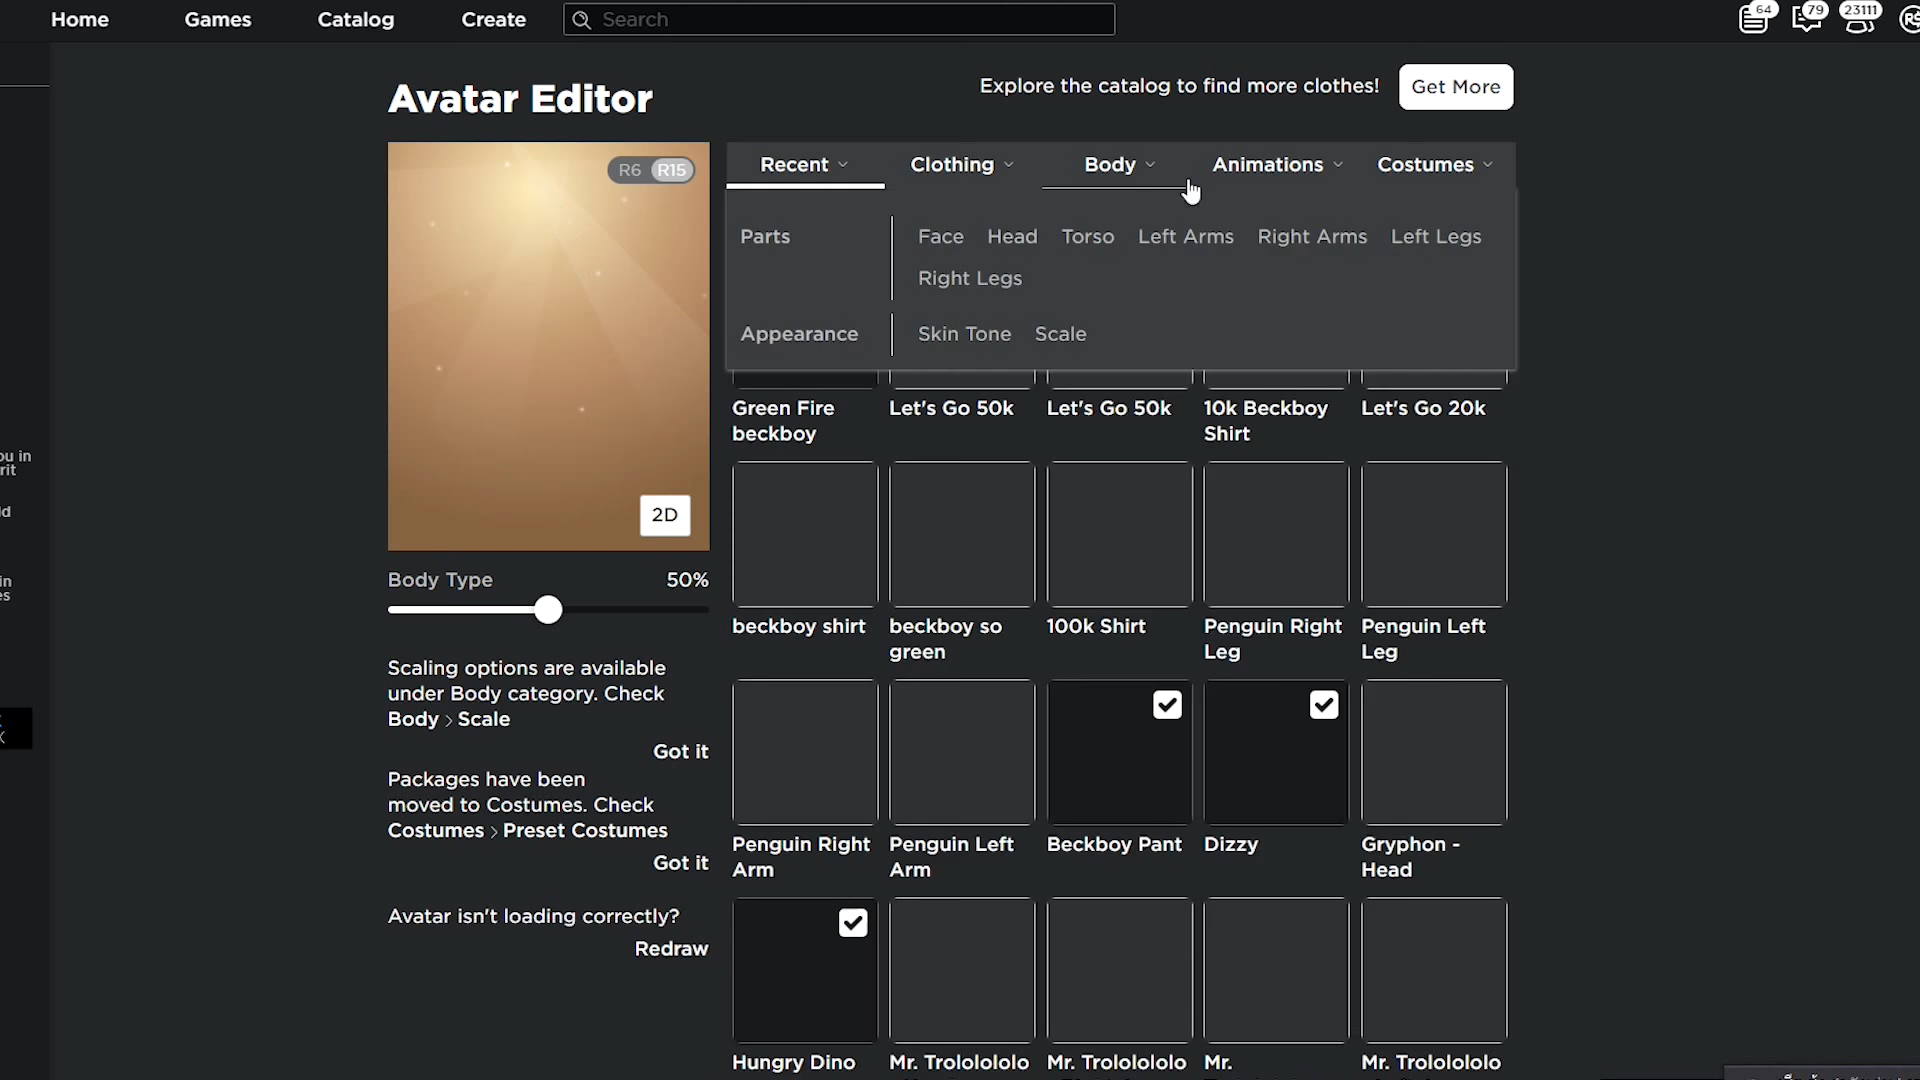 Home Games Catalog Create Search 64 79 23111
Avatar Editor
Explore the catalog to find more clothes! Get More
R6 R15
2D
Body Type 50%
Scaling options are available
under Body category. Check
Body > Scale
Got it
Packages have been
moved to Costumes. Check
Costumes > Preset Costumes
Got it
Avatar isn't loading correctly?
Redraw
Recent Clothing Body Animations Costumes
Parts Face Head Torso Left Arms Right Arms Left Legs
Right Legs
Appearance Skin Tone Scale
Green Fire
beckboy
Let's Go 50k
Let's Go 50k
10k Beckboy
Shirt
Let's Go 20k
beckboy shirt
beckboy so
green
100k Shirt
Penguin Right
Leg
Penguin Left
Leg
Penguin Right
Arm
Penguin Left
Arm
Beckboy Pant
Dizzy
Gryphon -
Head
Hungry Dino
Mr. Trololololo
Mr. Trololololo
Mr.
Mr. Trololololo